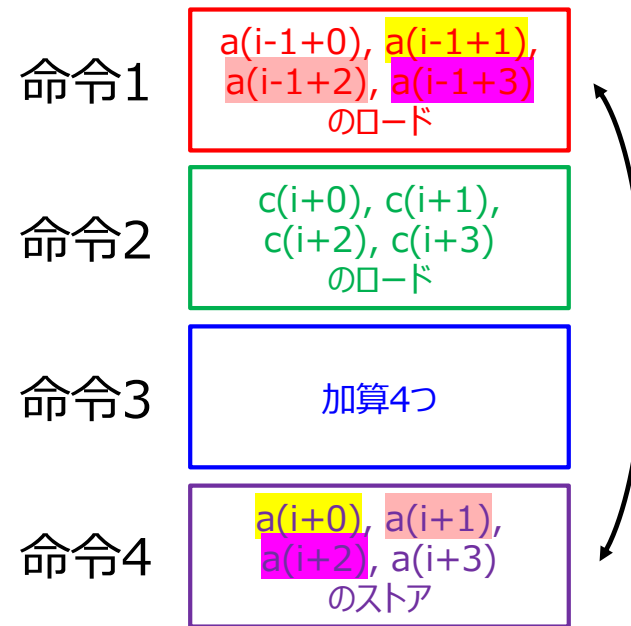 命令1
a(i-1+0), a(i-1+1),
a(i-1+2), a(i-1+3)
のロード
命令2
c(i+0), c(i+1),
c(i+2), c(i+3)
のロード
命令3
加算4つ
命令4
a(i+0), a(i+1),
a(i+2), a(i+3)
のストア